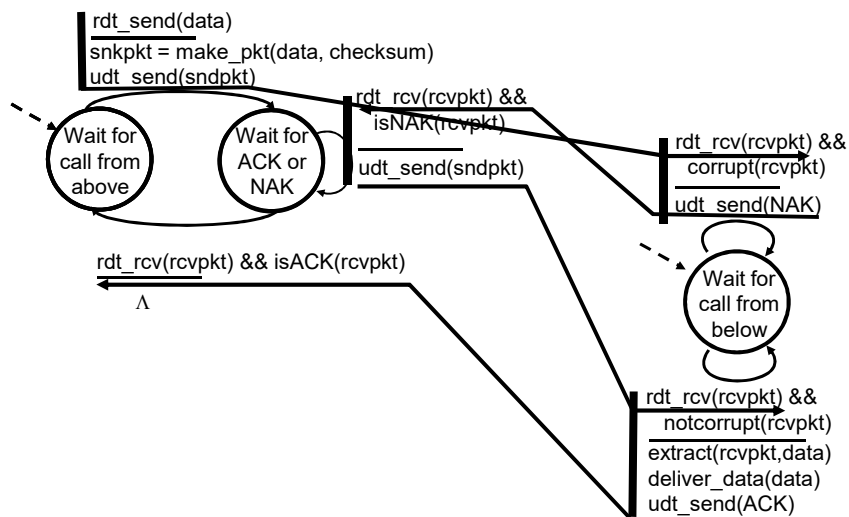 rdt_send(data)
snkpkt = make_pkt(data, checksum)
udt_send(sndpkt)
Wait for
call from
above
Wait for
ACK or
NAK
rdt_rcv(rcvpkt) &&
isNAK(rcvpkt)
udt_send(sndpkt)
rdt_rcv(rcvpkt) && isACK(rcvpkt)
Λ
rdt_rcv(rcvpkt) &&
corrupt(rcvpkt)
udt_send(NAK)
Wait for
call from
below
rdt_rcv(rcvpkt) &&
notcorrupt(rcvpkt)
extract(rcvpkt,data)
deliver_data(data)
udt_send(ACK)